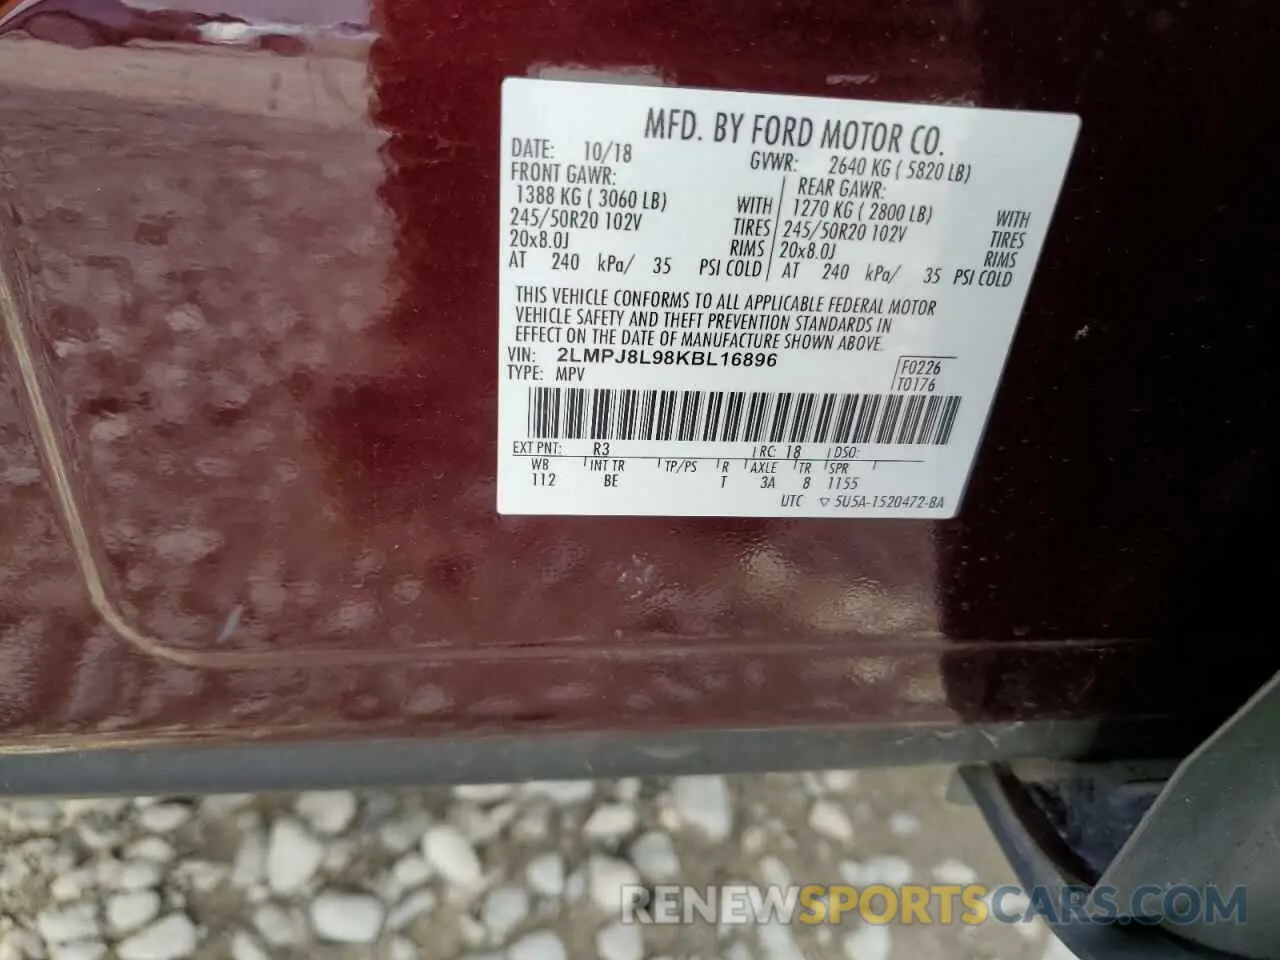 MFD. BY FORD MOTOR CO.
DATE: 10/18 GVWR: 2640 KG ( 5820 LB)
FRONT GAWR: REAR GAWR:
1388 KG ( 3060 LB) WITH 1270 KG ( 2800 LB) WITH
245/50R20 102V TIRES 245/50R20 102V TIRES
20x8.0J RIMS 20x8.0J RIMS
AT 240 kPa/ 35 PSI COLD AT 240 kPa/ 35 PSI COLD
THIS VEHICLE CONFORMS TO ALL APPLICABLE FEDERAL MOTOR
VEHICLE SAFETY AND THEFT PREVENTION STANDARDS IN
EFFECT ON THE DATE OF MANUFACTURE SHOWN ABOVE.
VIN: 2LMPJ8L98KBL16896 F0226
TYPE: MPV T0176
EXT PNT: R3 RC: 18 DSO:
WB INT TR TP/PS R AXLE TR SPR
112 BE T 3A 8 1155
UTC ▽ 5U5A-1520472-BA
RENEWSPORTSCARS.COM